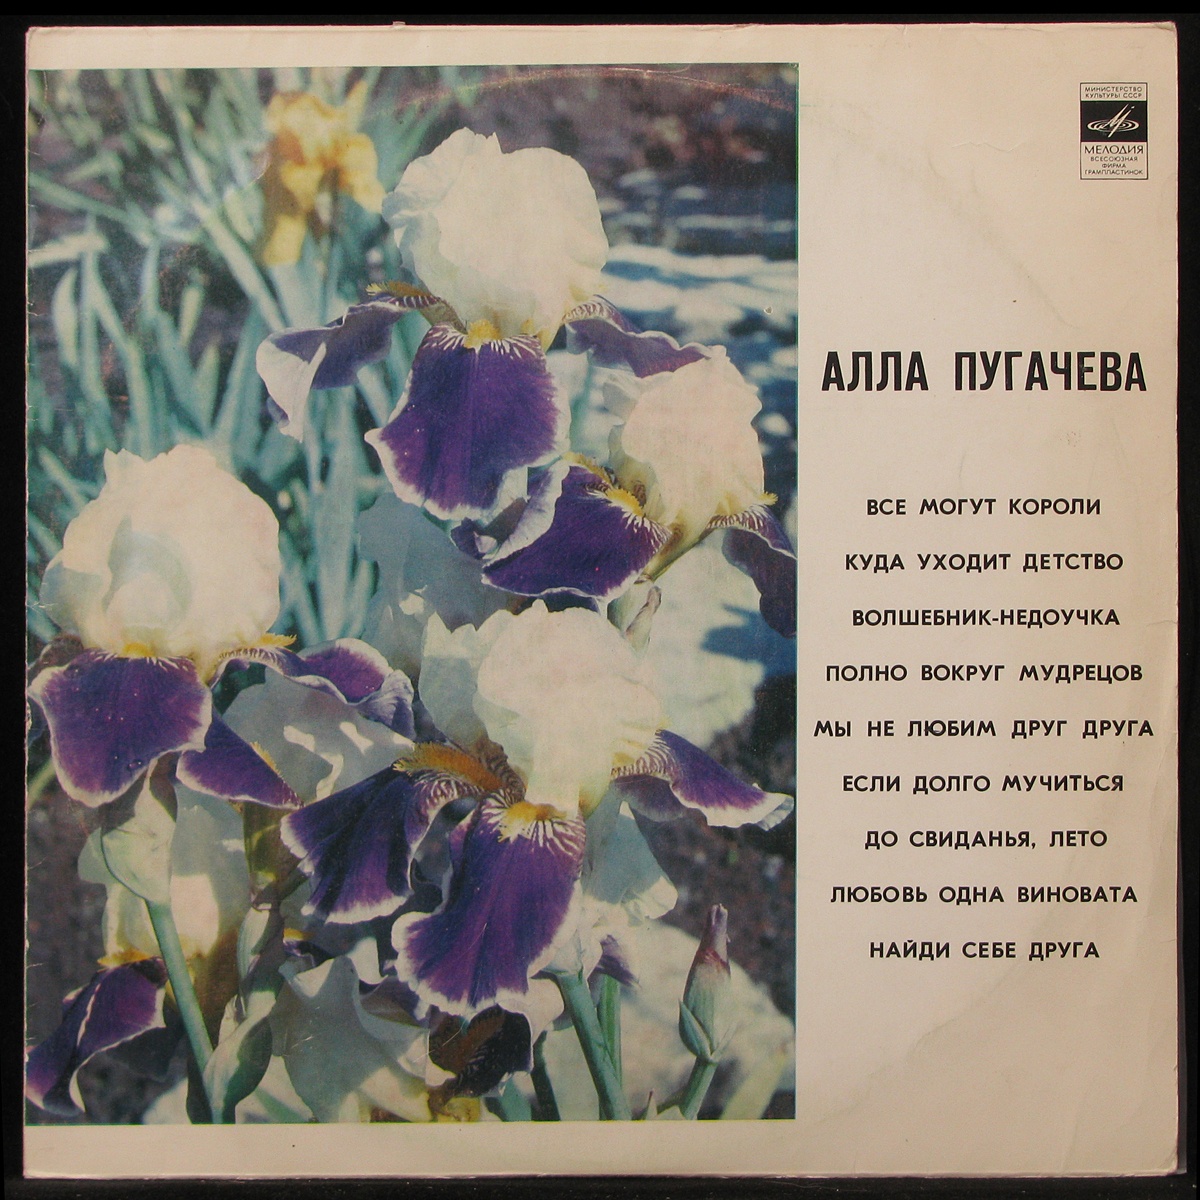 МИНИСТЕРСТВО
КУЛЬТУРЫ СССР
МЕЛОДИЯ
ВСЕСОЮЗНАЯ
ФИРМА
ГРАМПЛАСТИНОК
АЛЛА ПУГАЧЕВА
ВСЕ МОГУТ КОРОЛИ
КУДА УХОДИТ ДЕТСТВО
ВОЛШЕБНИК-НЕДОУЧКА
ПОЛНО ВОКРУГ МУДРЕЦОВ
МЫ НЕ ЛЮБИМ ДРУГ ДРУГА
ЕСЛИ ДОЛГО МУЧИТЬСЯ
ДО СВИДАНЬЯ, ЛЕТО
ЛЮБОВЬ ОДНА ВИНОВАТА
НАЙДИ СЕБЕ ДРУГА